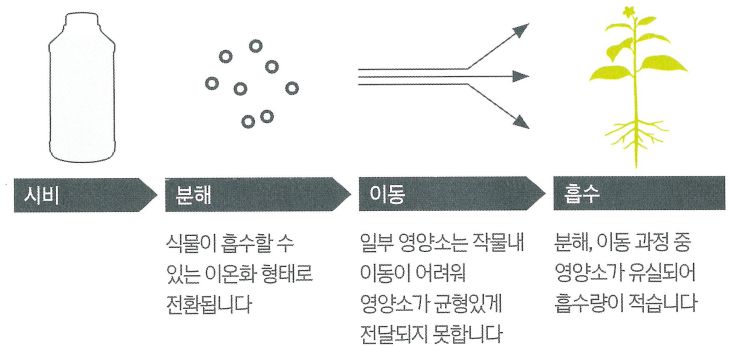 시비
분해
이동
흡수
식물이 흡수할 수
있는 이온화 형태로
전환됩니다
일부 영양소는 작물내
이동이 어려워
영양소가 균형있게
전달되지 못합니다
분해, 이동 과정 중
영양소가 유실되어
흡수량이 적습니다